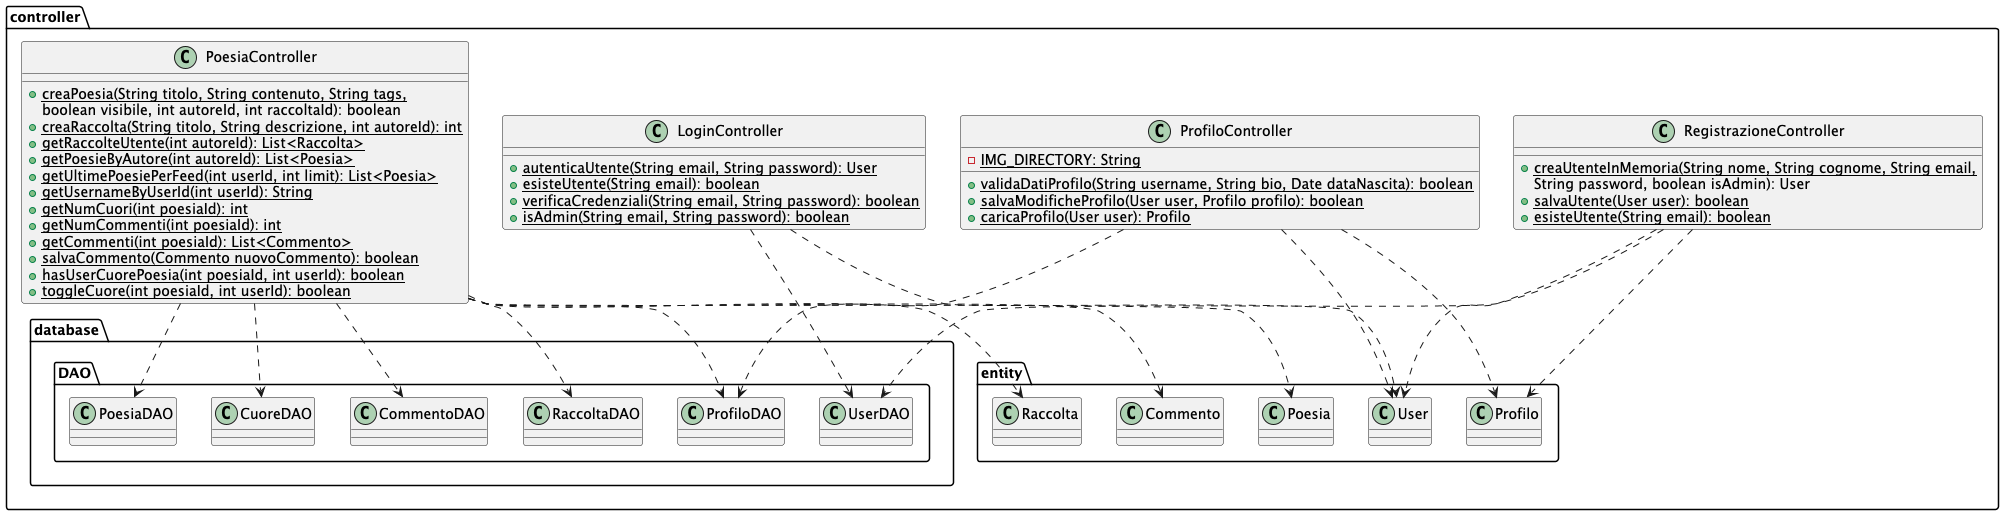 controller
C PoesiaController
creaPoesia(String titolo, String contenuto, String tags,
boolean visibile, int autoreId, int raccoltaId): boolean
creaRaccolta(String titolo, String descrizione, int autoreId): int
getRaccolteUtente(int autoreId): List<Raccolta>
getPoesieByAutore(int autoreId): List<Poesia>
getUltimePoesiePerFeed(int userId, int limit): List<Poesia>
getUsernameByUserId(int userId): String
getNumCuori(int poesiaId): int
getNumCommenti(int poesiaId): int
getCommenti(int poesiaId): List<Commento>
salvaCommento(Commento nuovoCommento): boolean
hasUserCuorePoesia(int poesiaId, int userId): boolean
toggleCuore(int poesiaId, int userId): boolean
C LoginController
autenticaUtente(String email, String password): User
esisteUtente(String email): boolean
verificaCredenziali(String email, String password): boolean
isAdmin(String email, String password): boolean
C ProfiloController
IMG_DIRECTORY: String
validaDatiProfilo(String username, String bio, Date dataNascita): boolean
salvaModificheProfilo(User user, Profilo profilo): boolean
caricaProfilo(User user): Profilo
C RegistrazioneController
creaUtenteInMemoria(String nome, String cognome, String email,
String password, boolean isAdmin): User
salvaUtente(User user): boolean
esisteUtente(String email): boolean
database
DAO
C PoesiaDAO
C CuoreDAO
C CommentoDAO
C RaccoltaDAO
C ProfiloDAO
C UserDAO
entity
C Raccolta
C Commento
C Poesia
C User
C Profilo